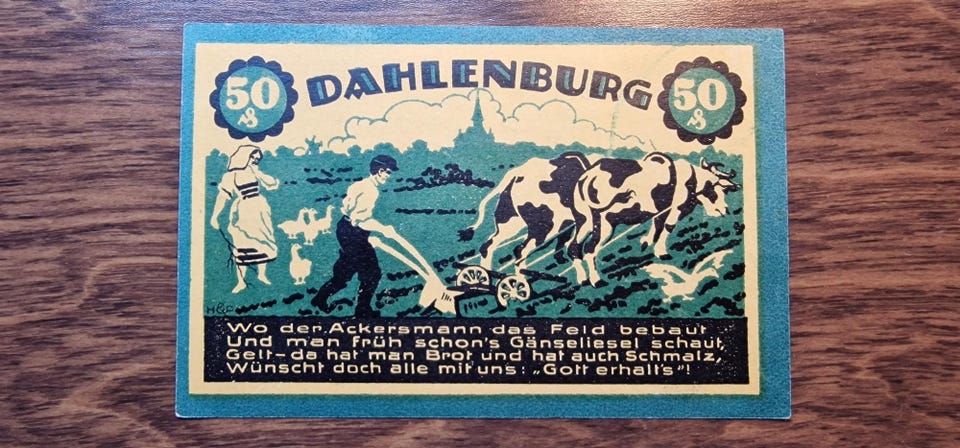 DAHLENBURG
50 ₰
50 ₰
H&P
Wo der Ackersmann das Feld bebaut
Und man früh schon's Gänseliesel schaut,
Gelt-da hat man Brot und hat auch Schmalz,
Wünscht doch alle mit uns: „Gott erhalt's"!